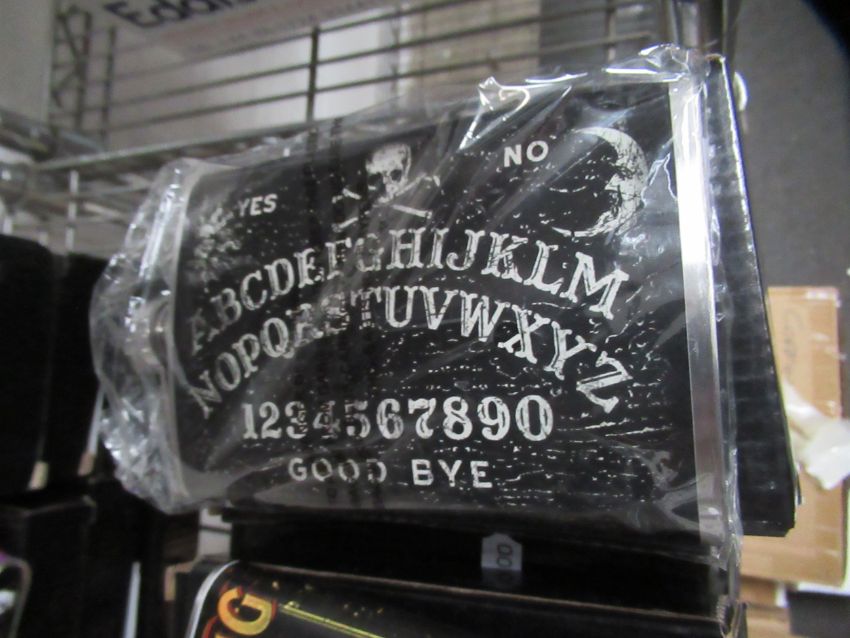 YES
NO
ABCDEFGHIJKLM
NOPQRSTUVWXYZ
1234567890
GOOD BYE